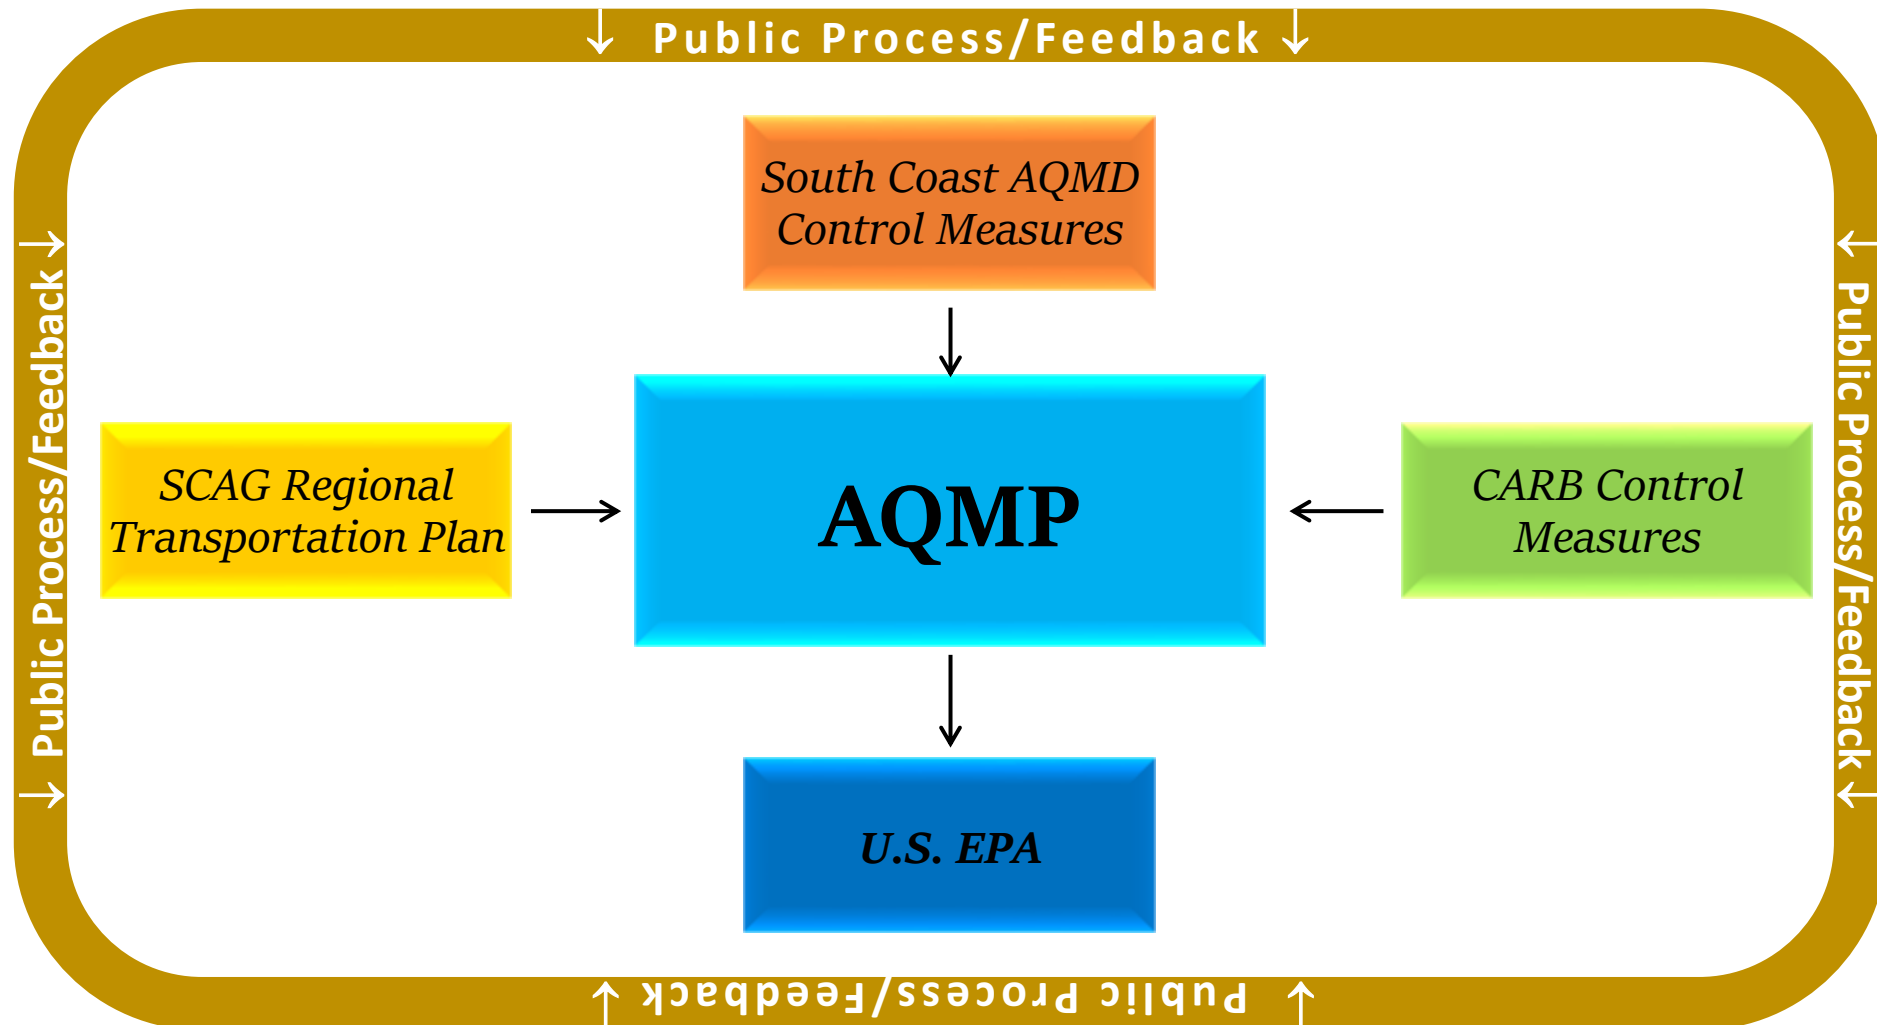 ↓ Public Process/Feedback ↓
South Coast AQMD
Control Measures
→ Public Process/Feedback →
SCAG Regional
Transportation Plan
AQMP
CARB Control
Measures
← Public Process/Feedback ←
U.S. EPA
↑ Public Process/Feedback ↑